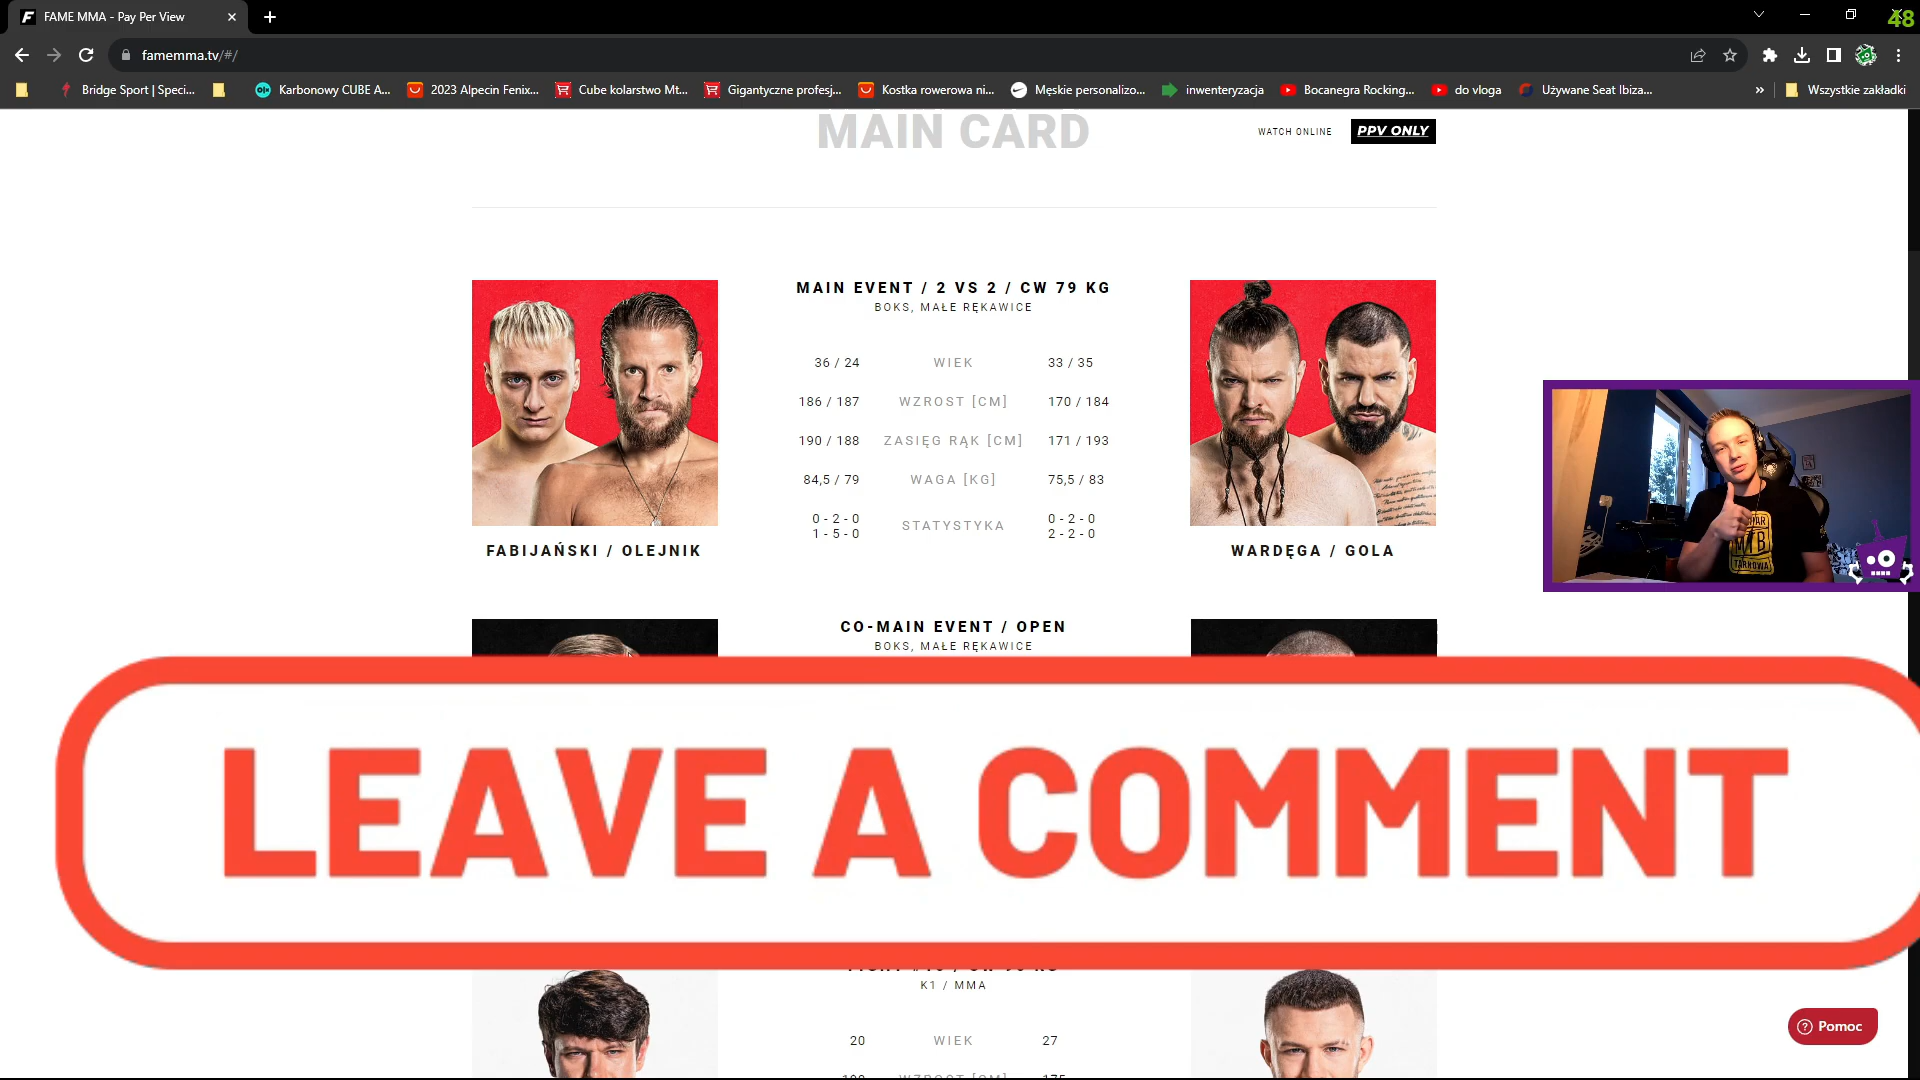 FAME MMA - Pay Per View
48
famemma.tv/#/
Bridge Sport | Speci...
Karbonowy CUBE A...
2023 Alpecin Fenix...
Cube kolarstwo Mt...
Gigantyczne profesj...
Kostka rowerowa ni...
Męskie personalizo...
inwenteryzacja
Bocanegra Rocking...
do vloga
Używane Seat Ibiza...
Wszystkie zakładki
MAIN CARD
WATCH ONLINE
PPV ONLY
MAIN EVENT / 2 VS 2 / CW 79 KG
BOKS, MAŁE RĘKAWICE
36 / 24 WIEK 33 / 35
186 / 187 WZROST [CM] 170 / 184
190 / 188 ZASIĘG RĄK [CM] 171 / 193
84,5 / 79 WAGA [KG] 75,5 / 83
0 - 2 - 0 0 - 2 - 0
STATYSTYKA
1 - 5 - 0 2 - 2 - 0
FABIJAŃSKI / OLEJNIK
WARDĘGA / GOLA
MTB
TARNOWA
CO-MAIN EVENT / OPEN
BOKS, MAŁE RĘKAWICE
LEAVE A COMMENT
K1 / MMA
20 WIEK 27
WZROST [CM] 175
Pomoc